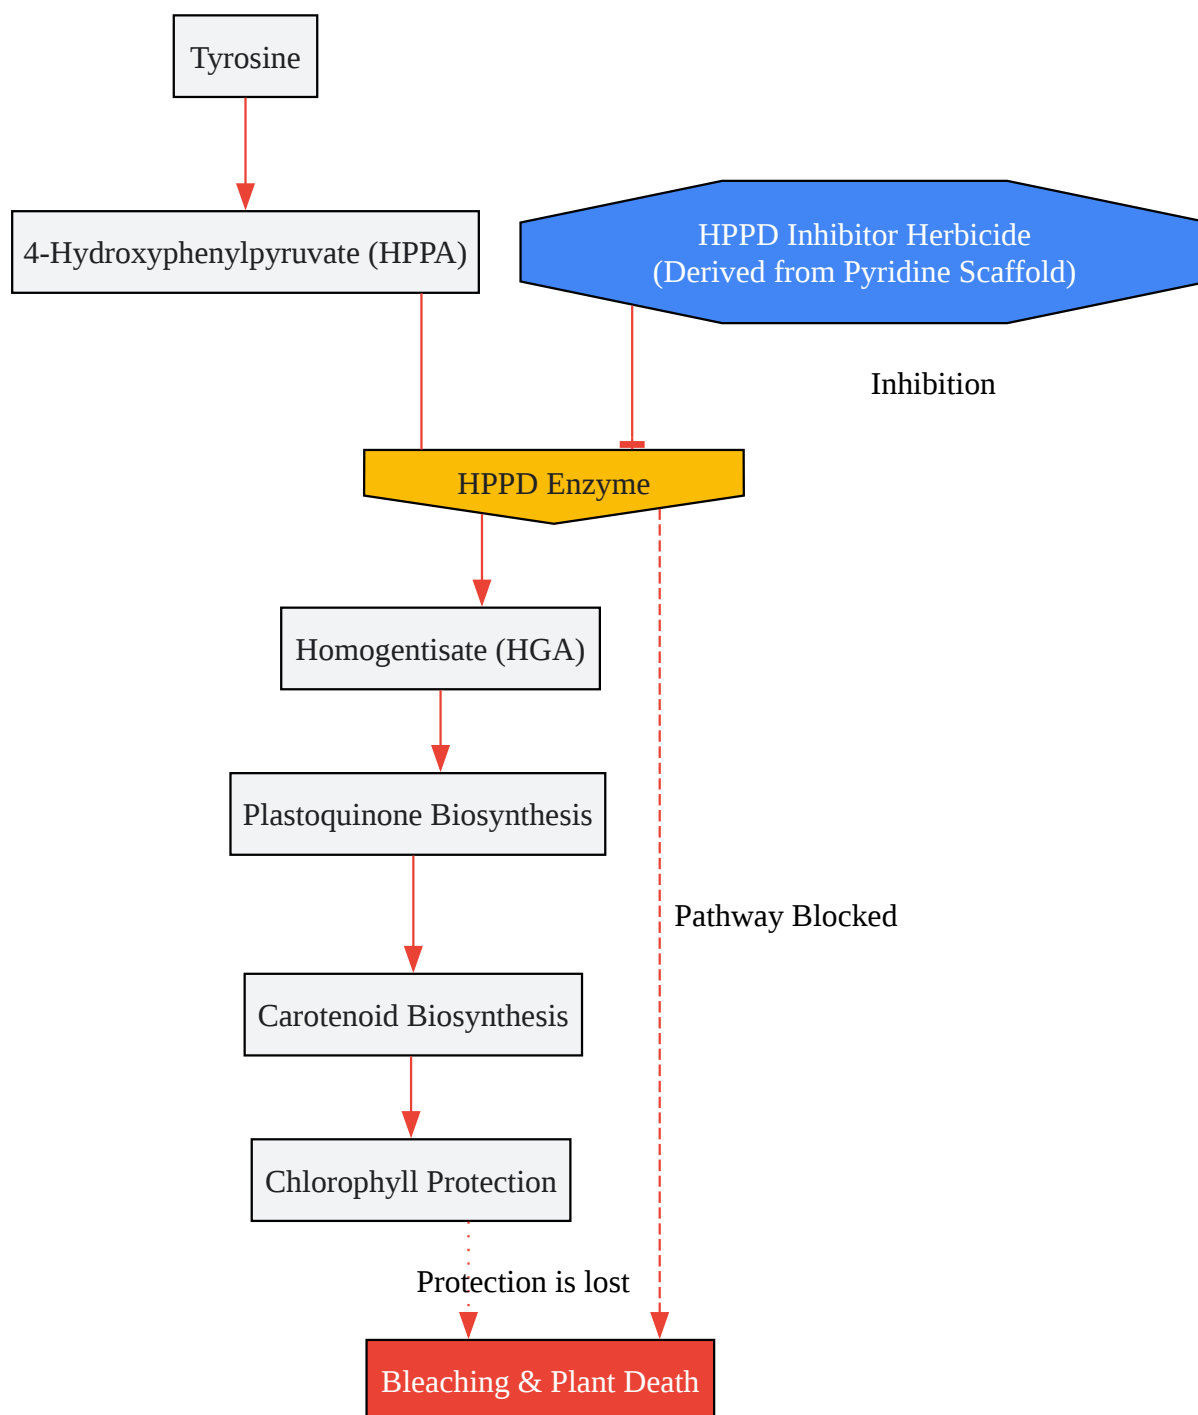 Tyrosine
4-Hydroxyphenylpyruvate (HPPA)
HPPD Inhibitor Herbicide
(Derived from Pyridine Scaffold)
Inhibition
HPPD Enzyme
Homogentisate (HGA)
Plastoquinone Biosynthesis
Pathway Blocked
Carotenoid Biosynthesis
Chlorophyll Protection
Protection is lost
Bleaching & Plant Death